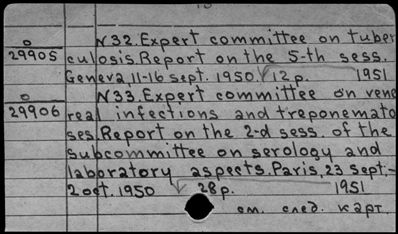 N32. Expert committee on tuber
0
29905 culosis. Report on the 5-th sess.
Geneva, 11-16 sept. 1950. 12 p. 1951
0 N33. Expert committee on vene
29906 real infections and treponemato
ses. Report on the 2-d sess. of the
subcommittee on serology and
laboratory aspects. Paris, 23 sept.-
2 oct. 1950 28 p. 1951
см. след. карт.